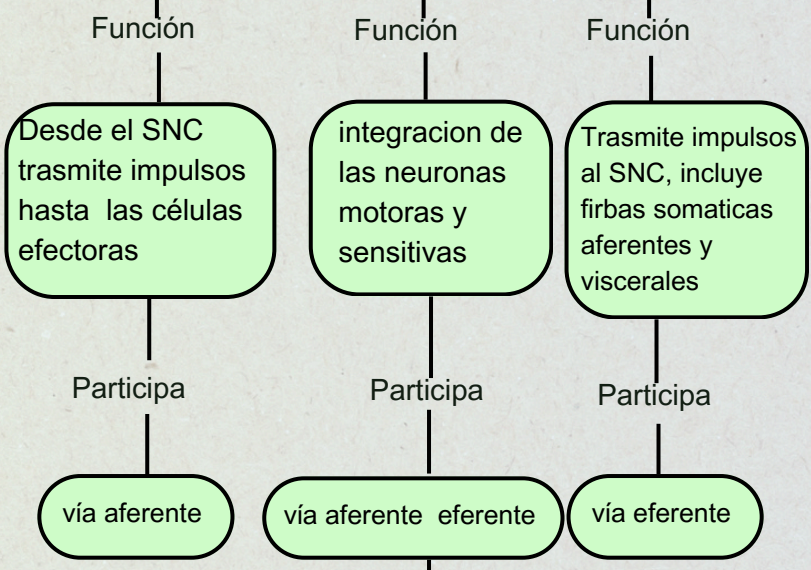 Función
Función
Función
Desde el SNC
trasmite impulsos
hasta las células
efectoras
integracion de
las neuronas
motoras y
sensitivas
Trasmite impulsos
al SNC, incluye
firbas somaticas
aferentes y
viscerales
Participa
Participa
Participa
vía aferente
vía aferente eferente
vía eferente